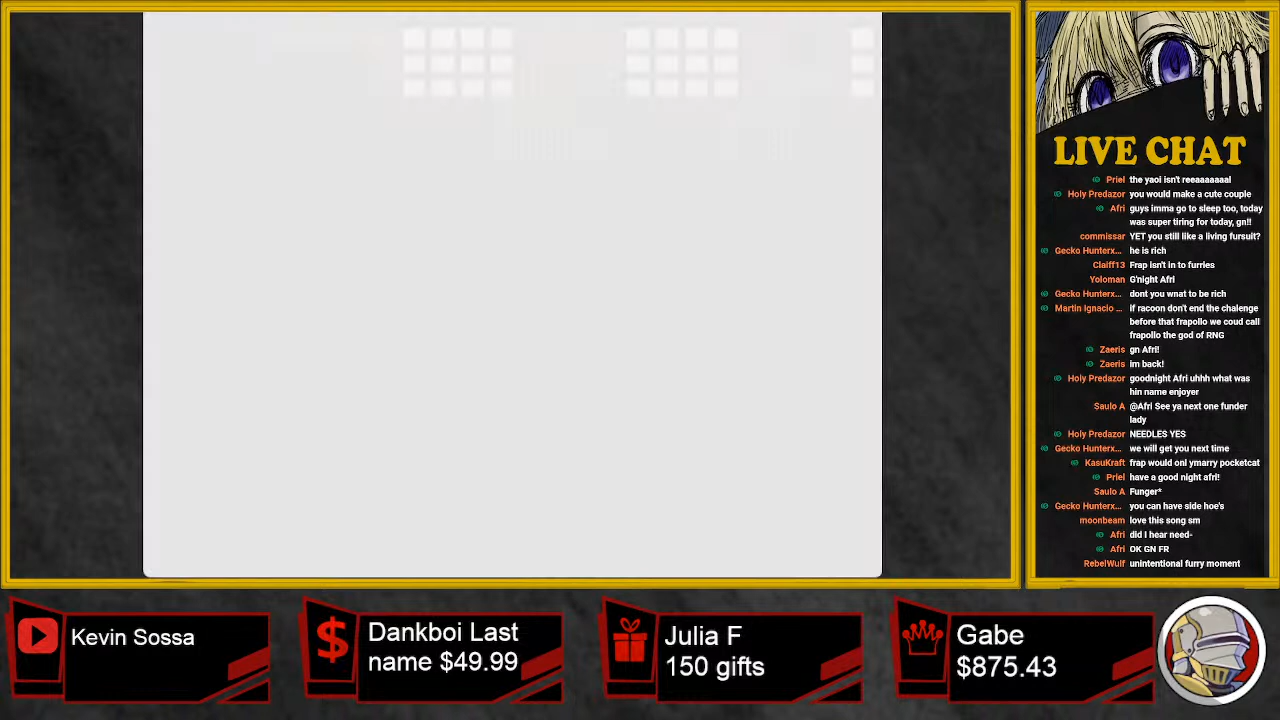 LIVE CHAT
Priel the yaoi isn't reeaaaaaaal
Holy Predazor you would make a cute couple
Afri guys imma go to sleep too, today
was super tiring for today, gn!!
commissar YET you still like a living fursuit?
Gecko Hunterx... he is rich
Claiff13 Frap isn't in to furries
Yoloman G'night Afri
Gecko Hunterx... dont you wnat to be rich
Martin ignacio ... if racoon don't end the chalenge
before that frapollo we coud call
frapollo the god of RNG
Zaeris gn Afri!
Zaeris im back!
Holy Predazor goodnight Afri uhhh what was
hin name enjoyer
Saulo A @Afri See ya next one funder
lady
Holy Predazor NEEDLES YES
Gecko Hunterx... we will get you next time
KasuKraft frap would onl ymarry pocketcat
Priel have a good night afri!
Saulo A Funger*
Gecko Hunterx... you can have side hoe's
moonbeam love this song sm
Afri did I hear need-
Afri OK GN FR
RebelWulf unintentional furry moment
Kevin Sossa
Dankboi Last
name $49.99
Julia F
150 gifts
Gabe
$875.43